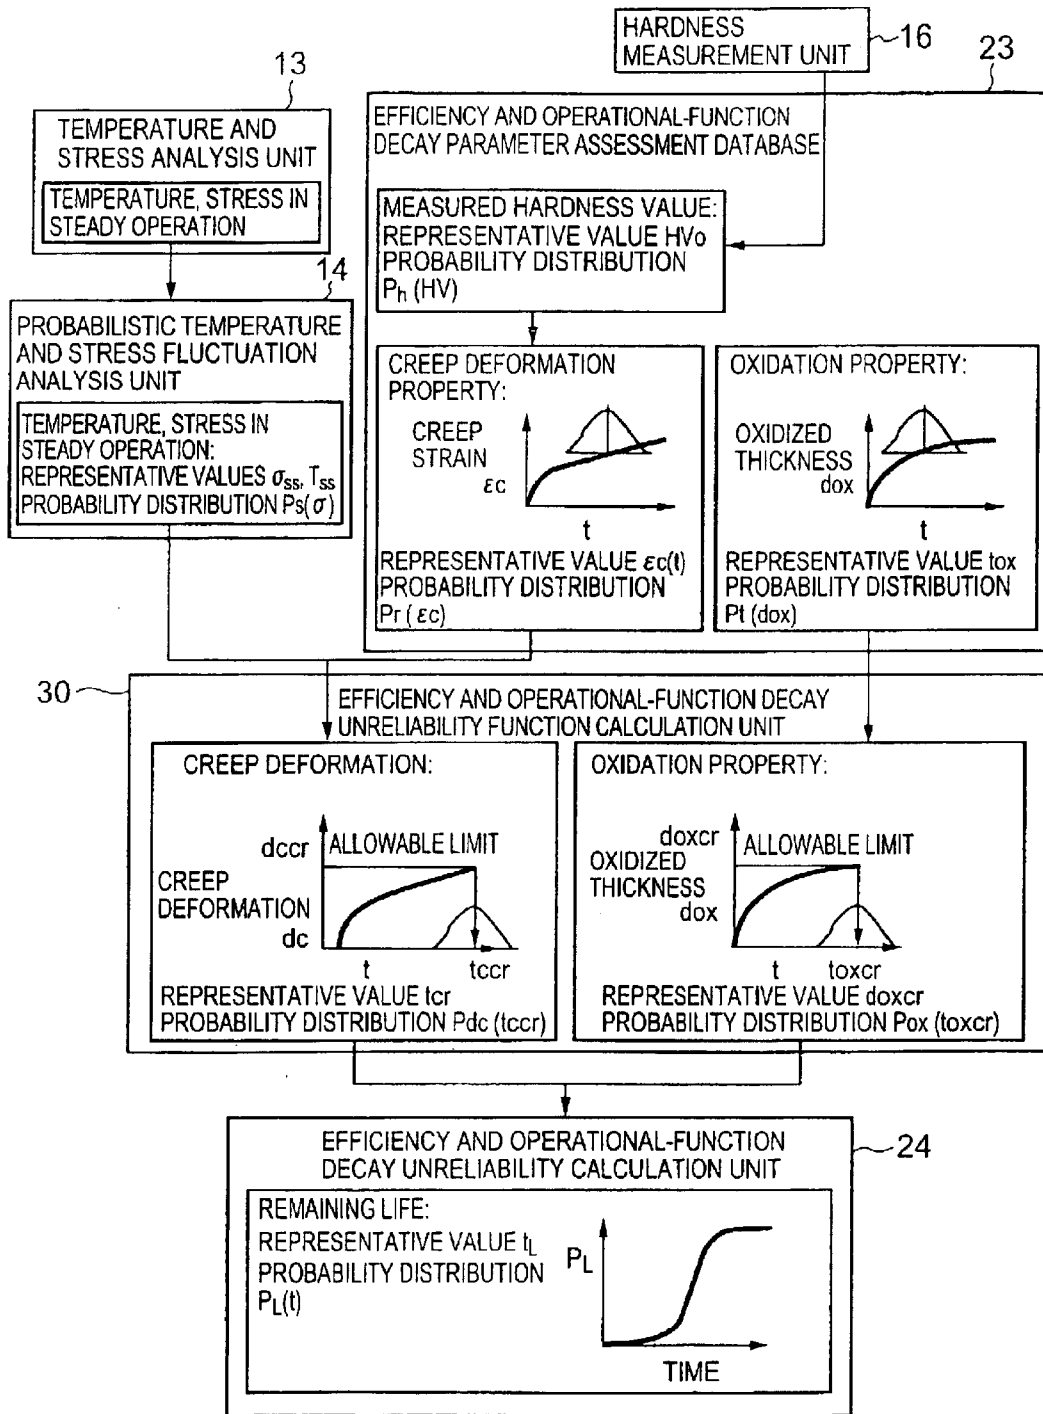 HARDNESS
MEASUREMENT UNIT
16
23
13
TEMPERATURE AND
STRESS ANALYSIS UNIT
TEMPERATURE, STRESS IN
STEADY OPERATION
14
PROBABILISTIC TEMPERATURE
AND STRESS FLUCTUATION
ANALYSIS UNIT
TEMPERATURE, STRESS IN
STEADY OPERATION:
REPRESENTATIVE VALUES σss, Tss
PROBABILITY DISTRIBUTION Ps(σ)
EFFICIENCY AND OPERATIONAL-FUNCTION
DECAY PARAMETER ASSESSMENT DATABASE
MEASURED HARDNESS VALUE:
REPRESENTATIVE VALUE HVo
PROBABILITY DISTRIBUTION
Ph (HV)
CREEP DEFORMATION
PROPERTY:
CREEP
STRAIN
εc
t
REPRESENTATIVE VALUE εc(t)
PROBABILITY DISTRIBUTION
Pr (εc)
OXIDATION PROPERTY:
OXIDIZED
THICKNESS
dox
t
REPRESENTATIVE VALUE tox
PROBABILITY DISTRIBUTION
Pt (dox)
30
EFFICIENCY AND OPERATIONAL-FUNCTION DECAY
UNRELIABILITY FUNCTION CALCULATION UNIT
CREEP DEFORMATION:
dccr
ALLOWABLE LIMIT
CREEP
DEFORMATION
dc
t
tccr
REPRESENTATIVE VALUE tcr
PROBABILITY DISTRIBUTION Pdc (tccr)
OXIDATION PROPERTY:
doxcr
ALLOWABLE LIMIT
OXIDIZED
THICKNESS
dox
t
toxcr
REPRESENTATIVE VALUE doxcr
PROBABILITY DISTRIBUTION Pox (toxcr)
EFFICIENCY AND OPERATIONAL-FUNCTION
DECAY UNRELIABILITY CALCULATION UNIT
24
REMAINING LIFE:
REPRESENTATIVE VALUE tL
PROBABILITY DISTRIBUTION
PL(t)
PL
TIME